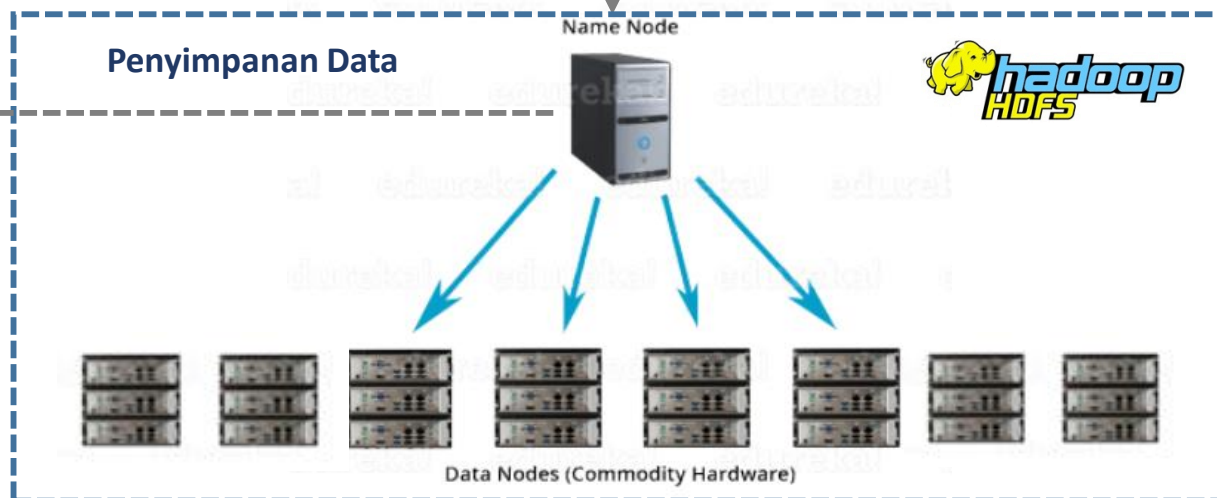 Name Node
Penyimpanan Data
hadoop
HDFS
Data Nodes (Commodity Hardware)